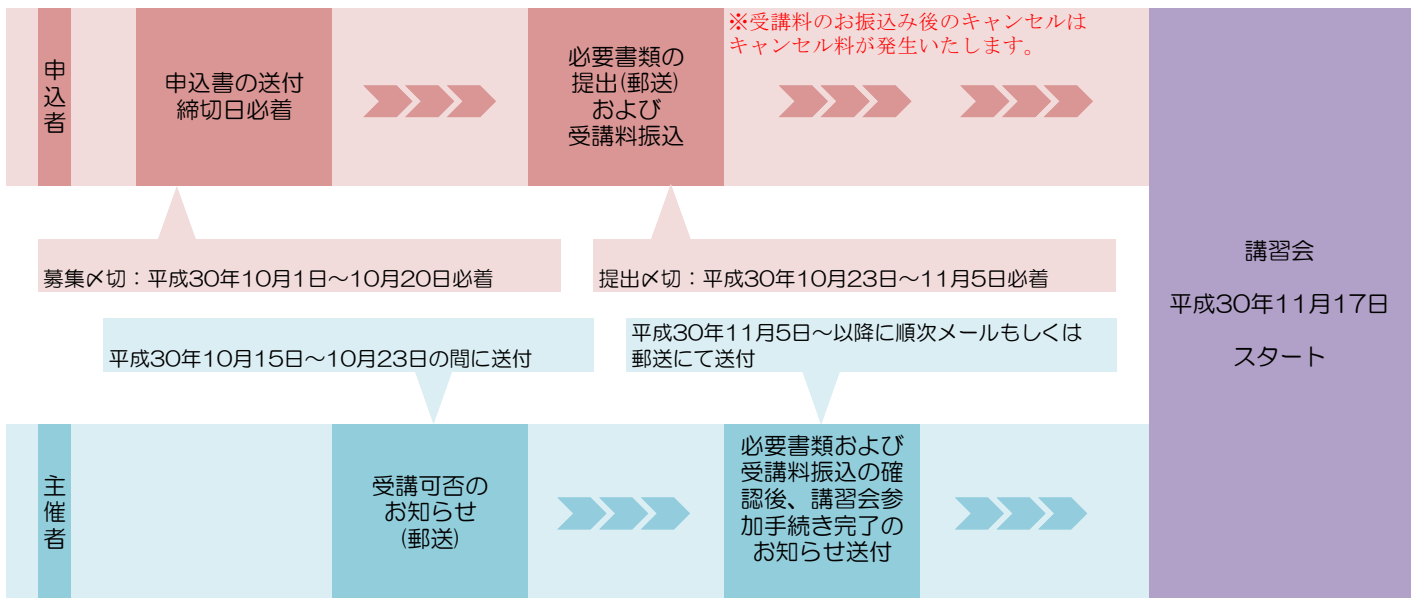 申込者
申込書の送付
締切日必着
必要書類の
提出(郵送)
および
受講料振込
※受講料のお振込み後のキャンセルは
キャンセル料が発生いたします。
募集〆切：平成30年10月1日〜10月20日必着
提出〆切：平成30年10月23日〜11月5日必着
平成30年10月15日〜10月23日の間に送付
平成30年11月5日〜以降に順次メールもしくは
郵送にて送付
主催者
受講可否の
お知らせ
(郵送)
必要書類および
受講料振込の確
認後、講習会参
加手続き完了の
お知らせ送付
講習会
平成30年11月17日
スタート